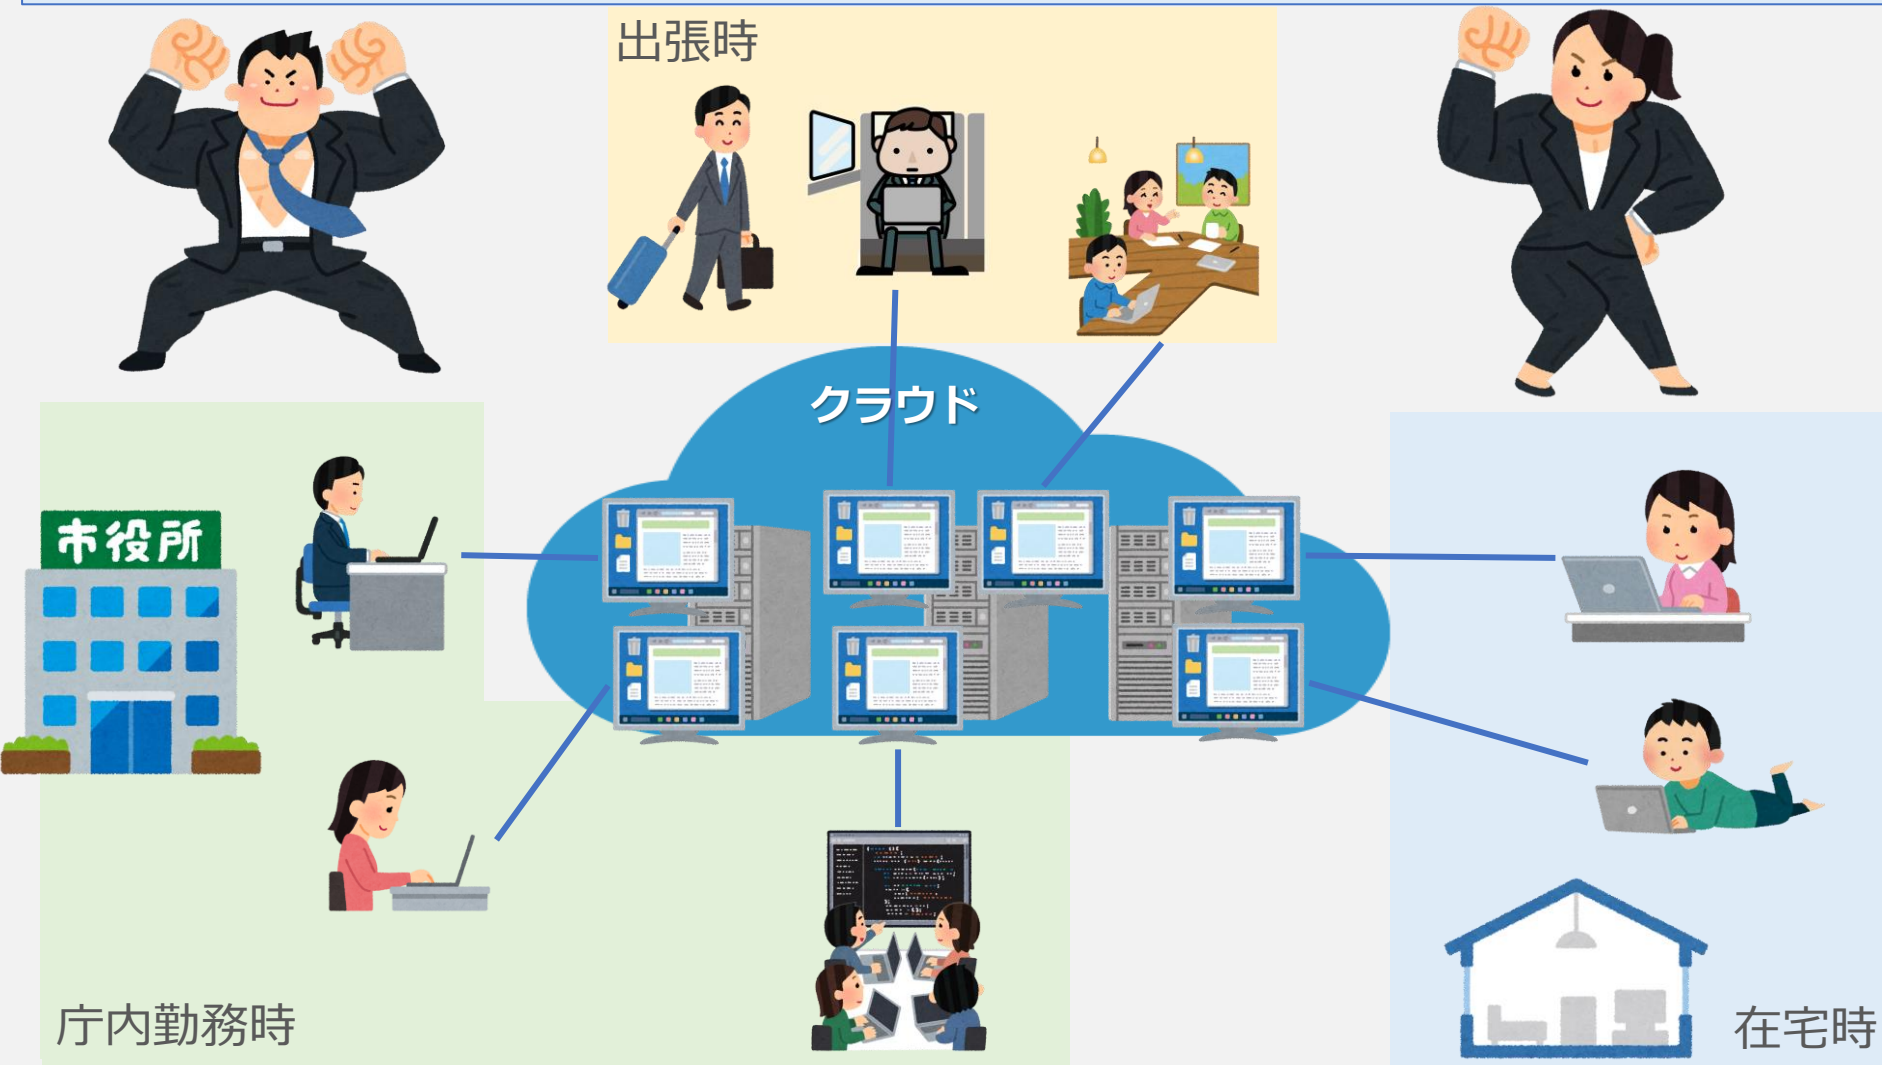 出張時
クラウド
市役所
庁内勤務時
在宅時